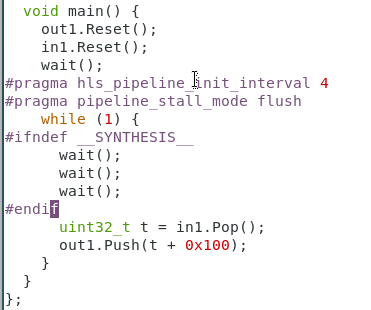 void main() {
out1.Reset();
in1.Reset();
wait();
#pragma hls_pipeline_init_interval 4
#pragma pipeline_stall_mode flush
while (1) {
#ifndef __SYNTHESIS__
wait();
wait();
wait();
#endif
uint32_t t = in1.Pop();
out1.Push(t + 0x100);
}
}
};